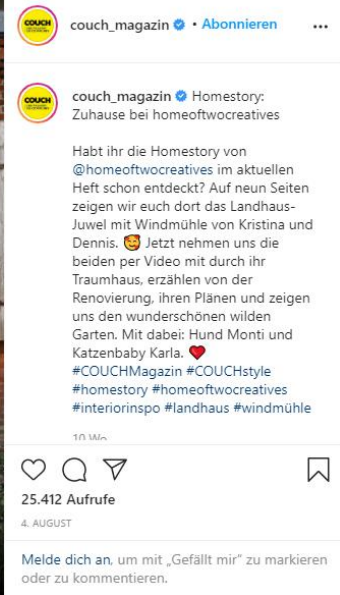 COUCH
couch_magazin • Abonnieren
COUCH
couch_magazin Homestory:
Zuhause bei homeoftwocreatives
Habt ihr die Homestory von
@homeoftwocreatives im aktuellen
Heft schon entdeckt? Auf neun Seiten
zeigen wir euch dort das Landhaus-
Juwel mit Windmühle von Kristina und
Dennis. 🥰 Jetzt nehmen uns die
beiden per Video mit durch ihr
Traumhaus, erzählen von der
Renovierung, ihren Plänen und zeigen
uns den wunderschönen wilden
Garten. Mit dabei: Hund Monti und
Katzenbaby Karla. ❤️
#COUCHMagazin #COUCHstyle
#homestory #homeoftwocreatives
#interiorinspo #landhaus #windmühle
10 Wo
25.412 Aufrufe
4. AUGUST
Melde dich an, um mit „Gefällt mir" zu markieren
oder zu kommentieren.